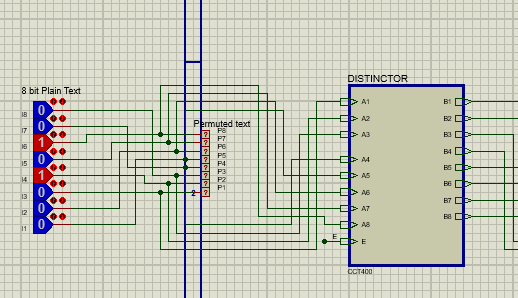 DISTINCTOR
8 bit Plain Text
I8
I7
I6
I5
I4
I3
I2
I1
0
0
1
0
1
0
0
0
Permuted text
P8
P7
P6
P5
P4
P3
P2
P1
?
?
?
?
?
?
?
?
2
A1
A2
A3
A4
A5
A6
A7
A8
E
E
B1
B2
B3
B4
B5
B6
B7
B8
CCT400